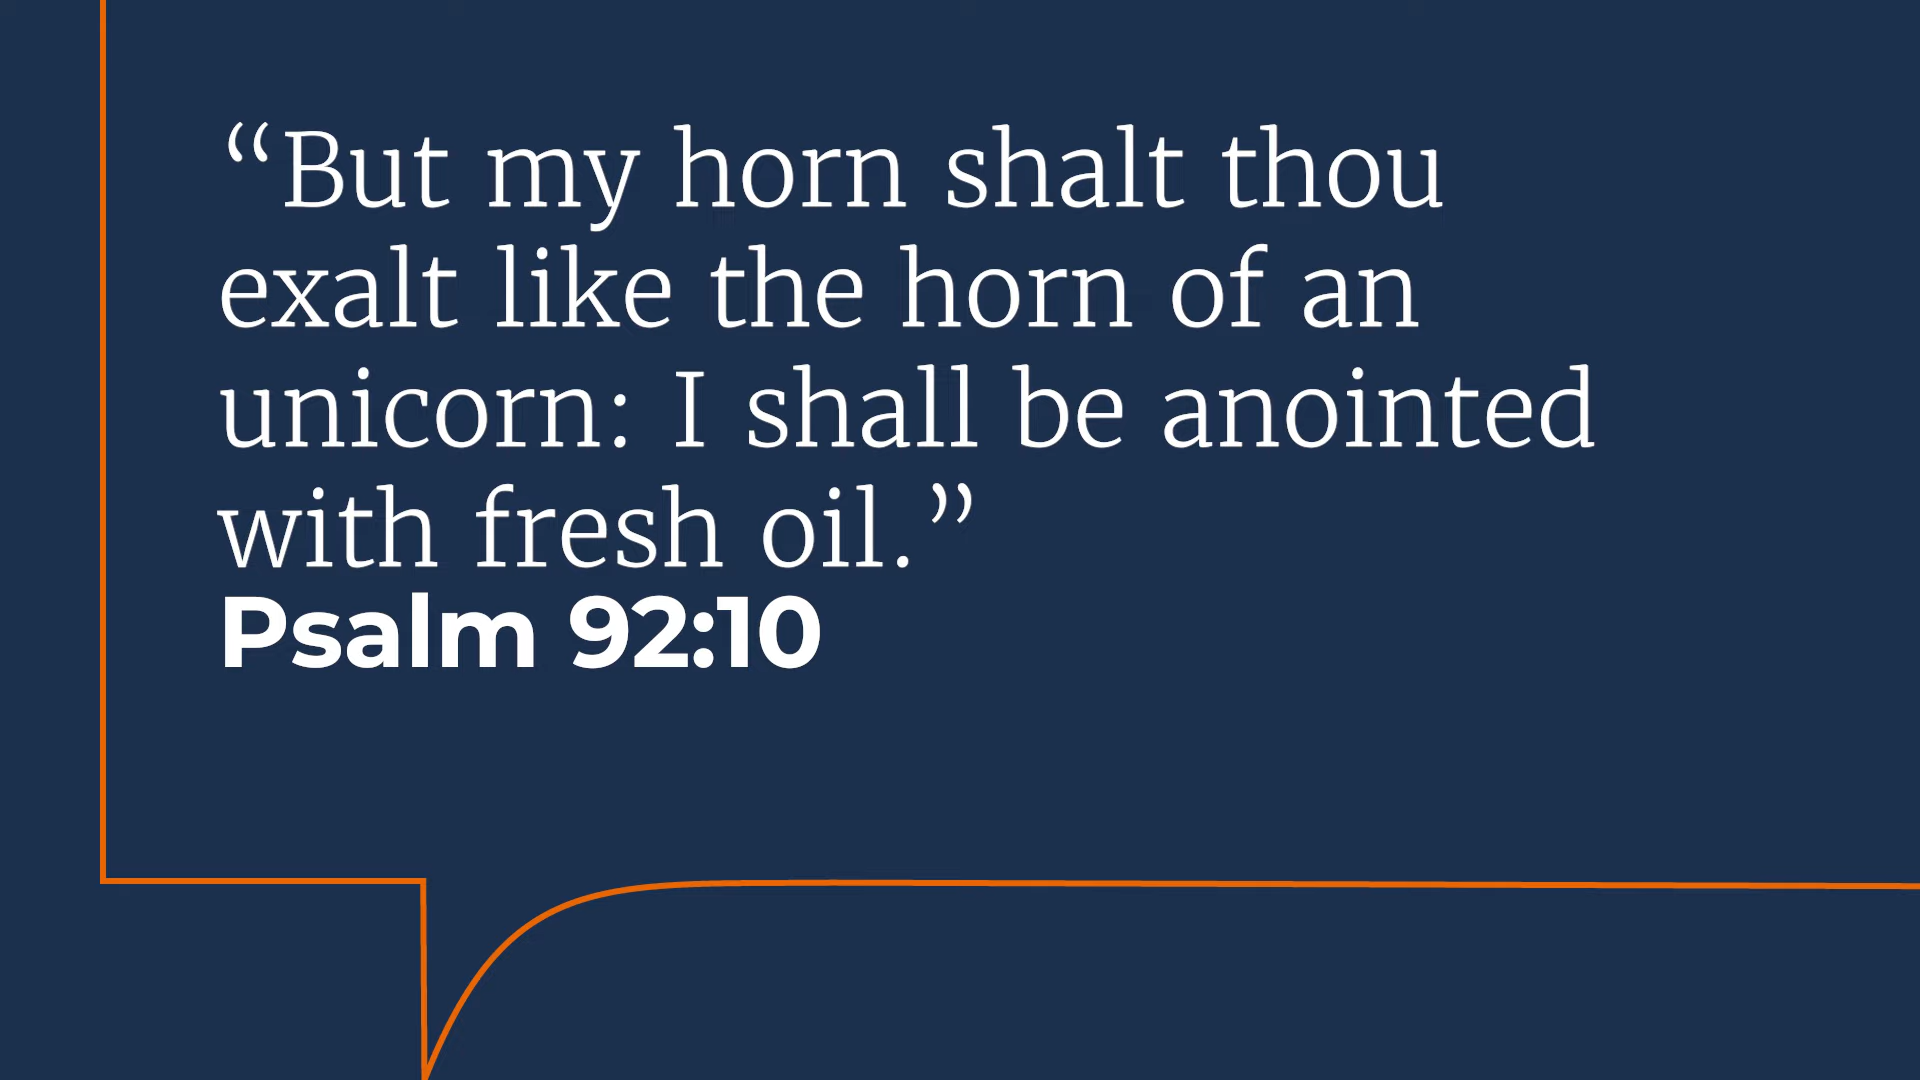 “But my horn shalt thou
exalt like the horn of an
unicorn: I shall be anointed
with fresh oil.”
Psalm 92:10